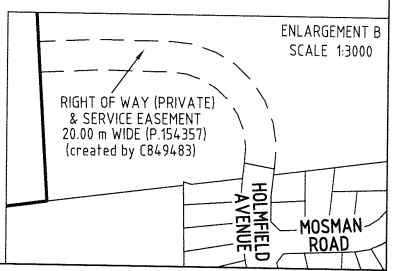 ENLARGEMENT B
SCALE 1:3000
RIGHT OF WAY (PRIVATE)
& SERVICE EASEMENT
20.00 m WIDE (P.154357)
(created by C849483)
HOLMFIELD
AVENUE
MOSMAN
ROAD